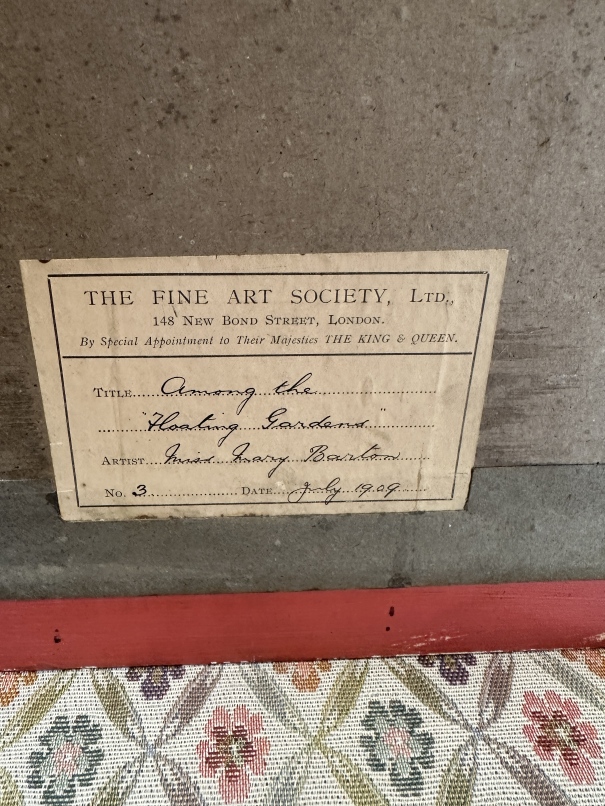 THE FINE ART SOCIETY, LTD.,
148 NEW BOND STREET, LONDON.
By Special Appointment to Their Majesties THE KING & QUEEN.
TITLE..... Among the
"Floating Gardens"
ARTIST... Miss Mary Barton
No. 3 DATE.... July 1909